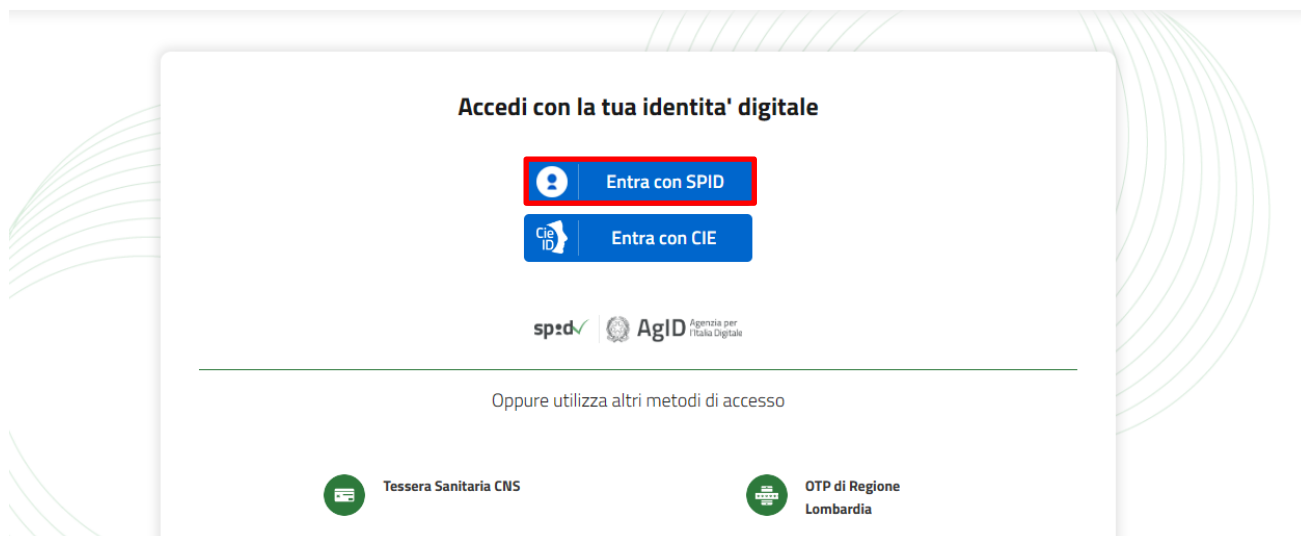 Accedi con la tua identita' digitale
Entra con SPID
Cie
ID
Entra con CIE
spid
AgID
Agenzia per
l'Italia Digitale
Oppure utilizza altri metodi di accesso
Tessera Sanitaria CNS
OTP di Regione
Lombardia